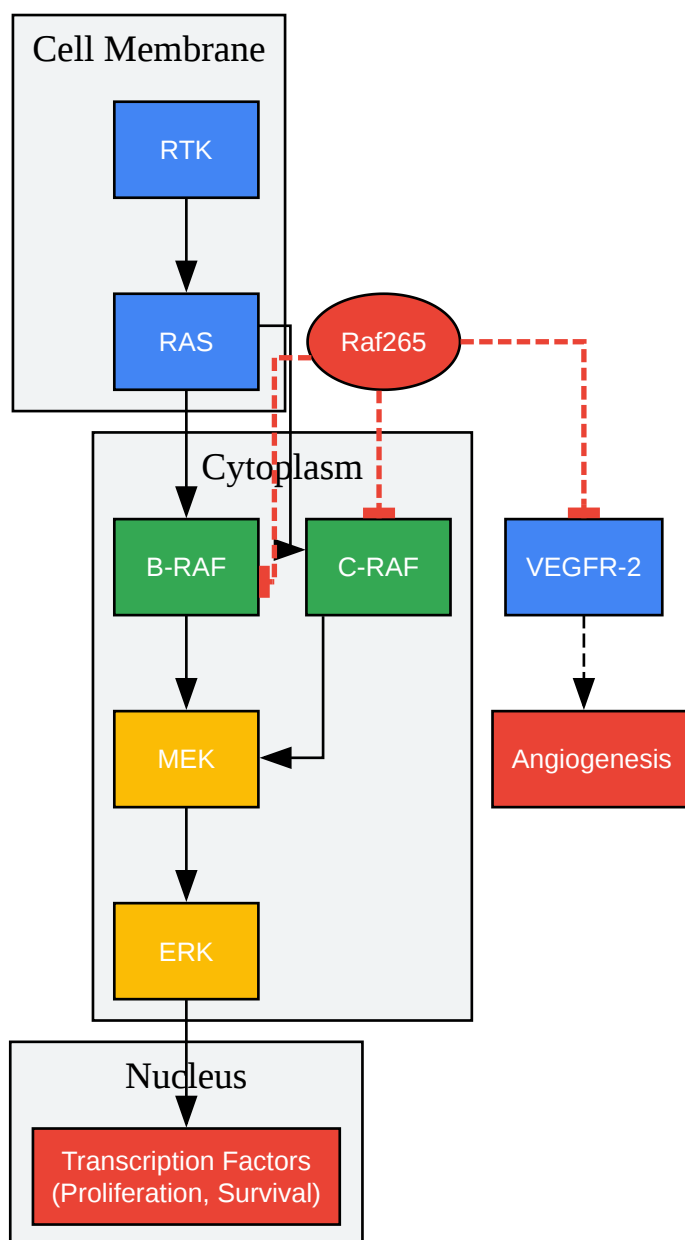 Cell Membrane
RTK
RAS
Raf265
Cytoplasm
B-RAF
C-RAF
VEGFR-2
MEK
Angiogenesis
ERK
Nucleus
Transcription Factors
(Proliferation, Survival)